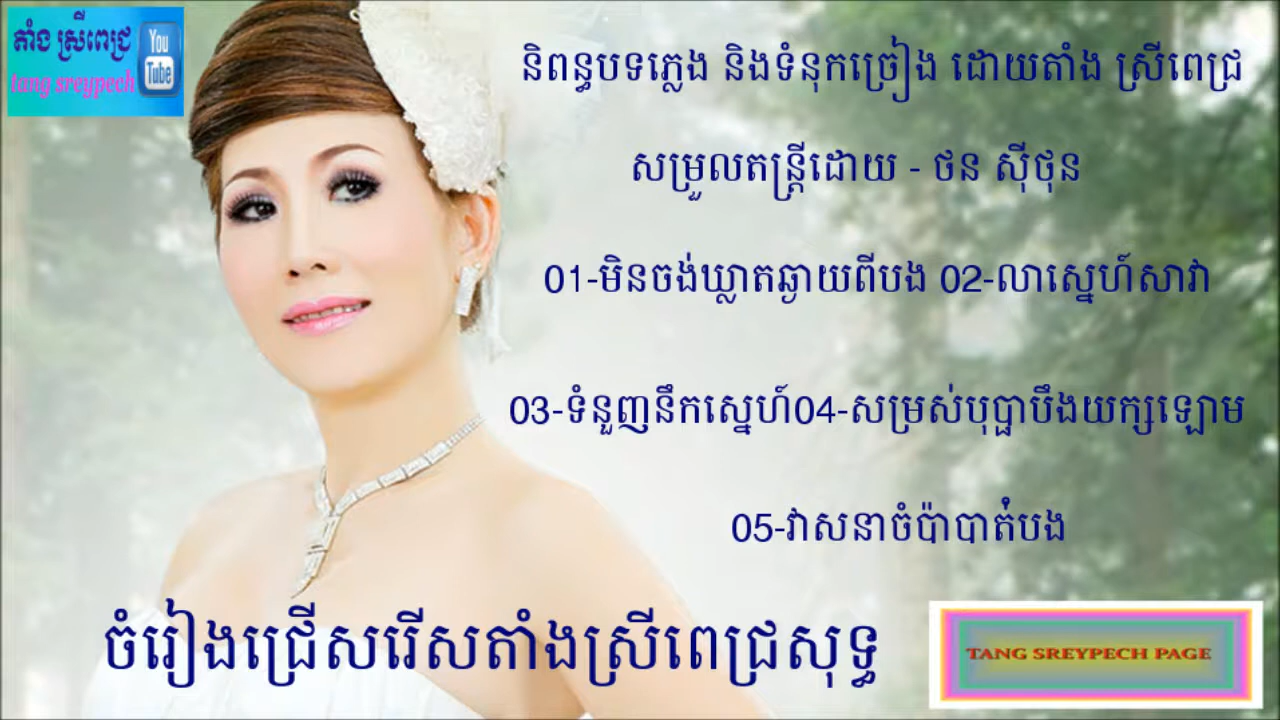 តាំង ស្រីពេជ្រ
tang sreypech
You
Tube
និពន្ធបទភ្លេង និងទំនុកច្រៀង ដោយតាំង ស្រីពេជ្រ
សម្រួលតន្ត្រីដោយ - ថន ស៊ីថុន
01-មិនចង់ឃ្លាតឆ្ងាយពីបង 02-លាស្នេហ៍សាវា
03-ទំនួញនឹកស្នេហ៍04-សម្រស់បុប្ផាបឹងយក្សឡោម
05-វាសនាចំប៉ាបាត់ំបង
ចំរៀងជ្រើសរើសតាំងស្រីពេជ្រសុទ្ធ
TANG SREYPECH PAGE